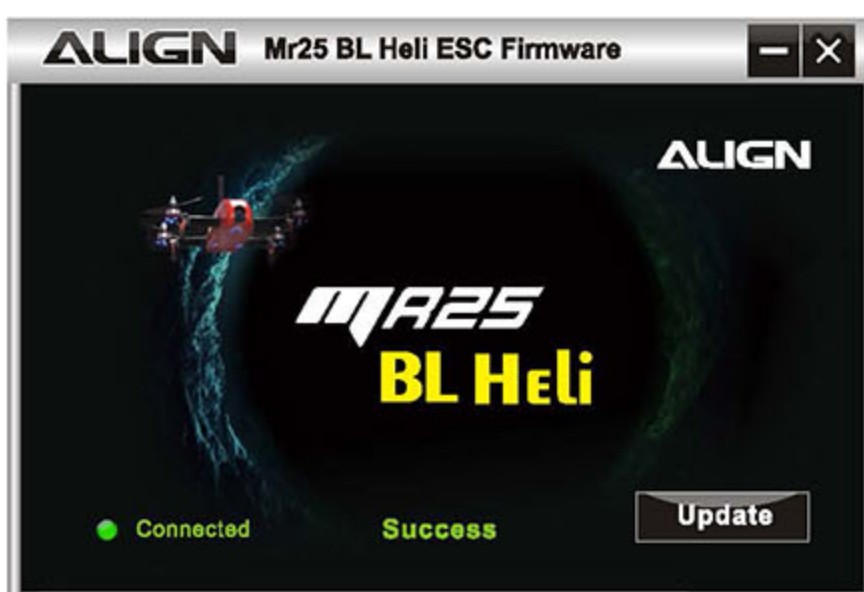 ALIGN Mr25 BL Heli ESC Firmware
ALIGN
MR25
BL HELi
Connected Success Update